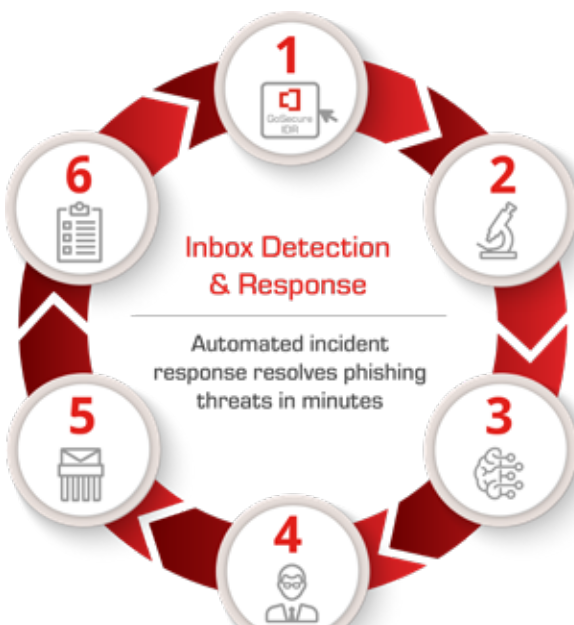 1
GoSecure
IDR
2
3
4
5
6
Inbox Detection
& Response
Automated incident
response resolves phishing
threats in minutes